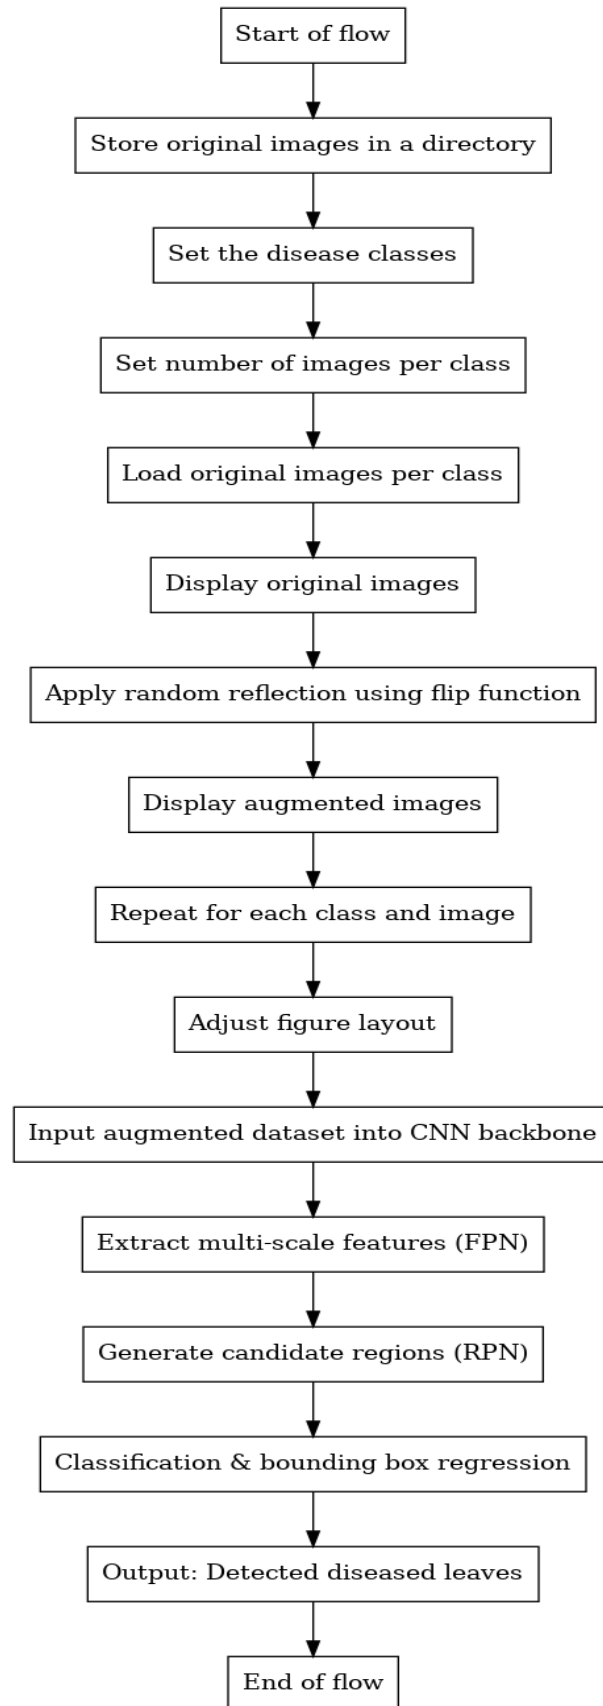 Start of flow
Store original images in a directory
Set the disease classes
Set number of images per class
Load original images per class
Display original images
Apply random reflection using flip function
Display augmented images
Repeat for each class and image
Adjust figure layout
Input augmented dataset into CNN backbone
Extract multi-scale features (FPN)
Generate candidate regions (RPN)
Classification & bounding box regression
Output: Detected diseased leaves
End of flow